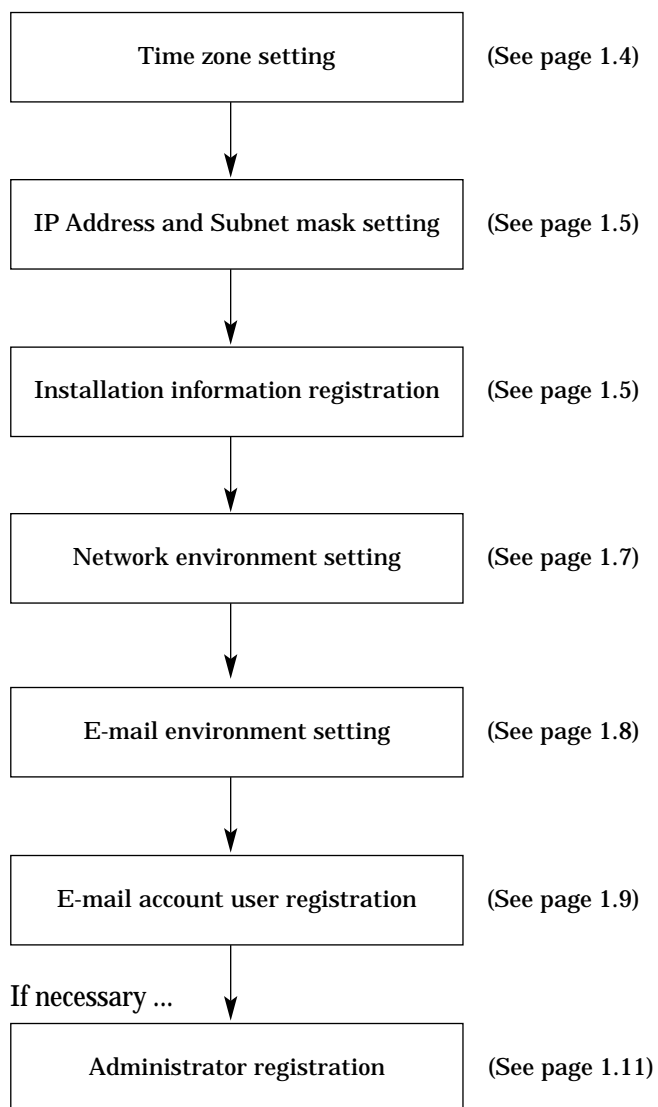 Time zone setting (See page 1.4)
IP Address and Subnet mask setting (See page 1.5)
Installation information registration (See page 1.5)
Network environment setting (See page 1.7)
E-mail environment setting (See page 1.8)
E-mail account user registration (See page 1.9)
If necessary ...
Administrator registration (See page 1.11)